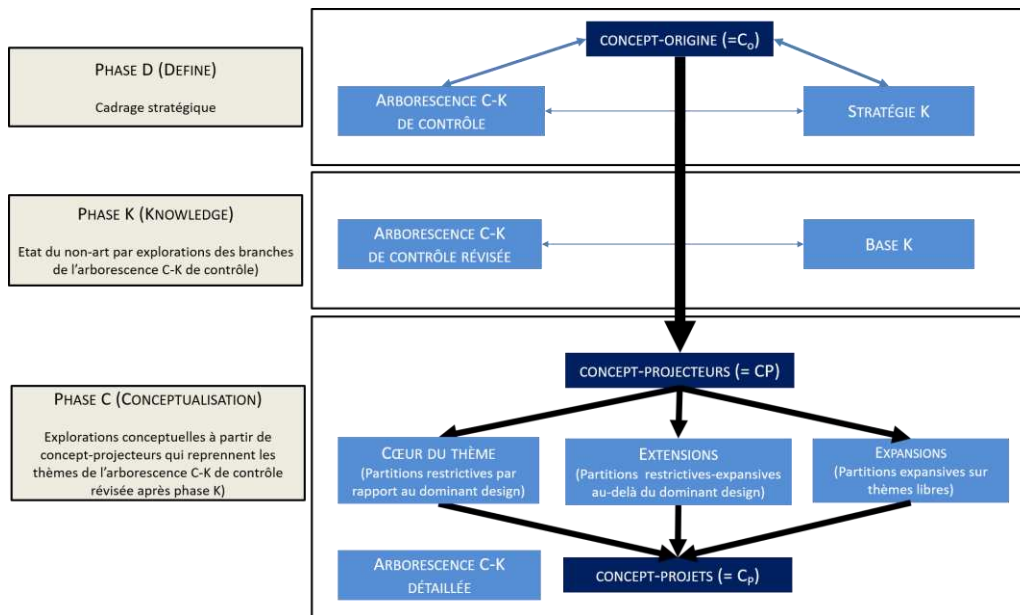 CONCEPT-ORIGINE (=C₀)
PHASE D (DEFINE)
Cadrage stratégique
ARBORESCENCE C-K
DE CONTRÔLE
STRATÉGIE K
PHASE K (KNOWLEDGE)
Etat du non-art par explorations des branches
de l'arborescence C-K de contrôle)
ARBORESCENCE C-K
DE CONTRÔLE RÉVISÉE
BASE K
CONCEPT-PROJECTEURS (= CP)
PHASE C (CONCEPTUALISATION)
Explorations conceptuelles à partir de
concept-projecteurs qui reprennent les
thèmes de l'arborescence C-K de contrôle
révisée après phase K)
CŒUR DU THÈME
(Partitions restrictives par
rapport au dominant design)
EXTENSIONS
(Partitions restrictives-expansives
au-delà du dominant design)
EXPANSIONS
(Partitions expansives sur
thèmes libres)
ARBORESCENCE C-K
DÉTAILLÉE
CONCEPT-PROJETS (= Cₚ)